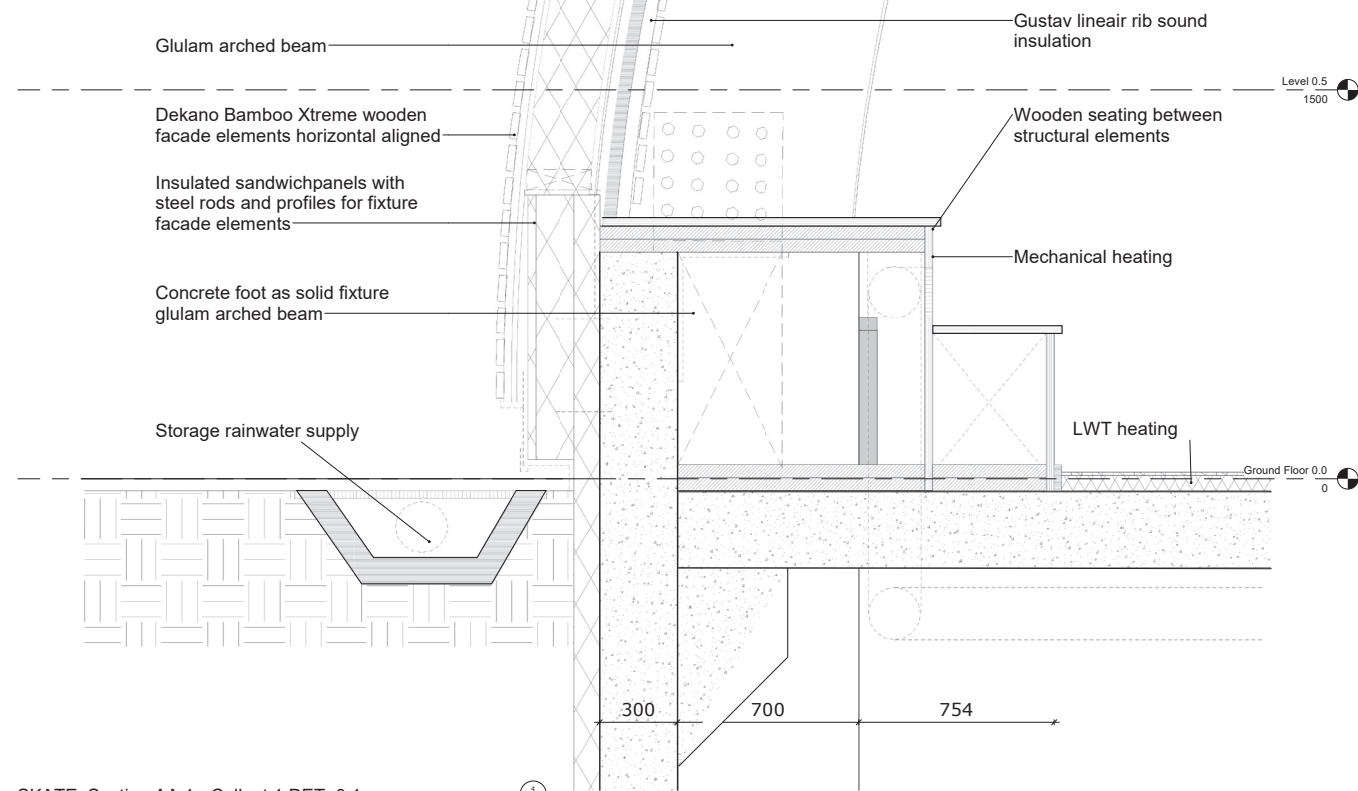 Glulam arched beam
Gustav lineair rib sound
insulation
Level 0.5
1500
Dekano Bamboo Xtreme wooden
facade elements horizontal aligned
Wooden seating between
structural elements
Insulated sandwichpanels with
steel rods and profiles for fixture
facade elements
Mechanical heating
Concrete foot as solid fixture
glulam arched beam
Storage rainwater supply
LWT heating
Ground Floor 0.0
0
300
700
754
4